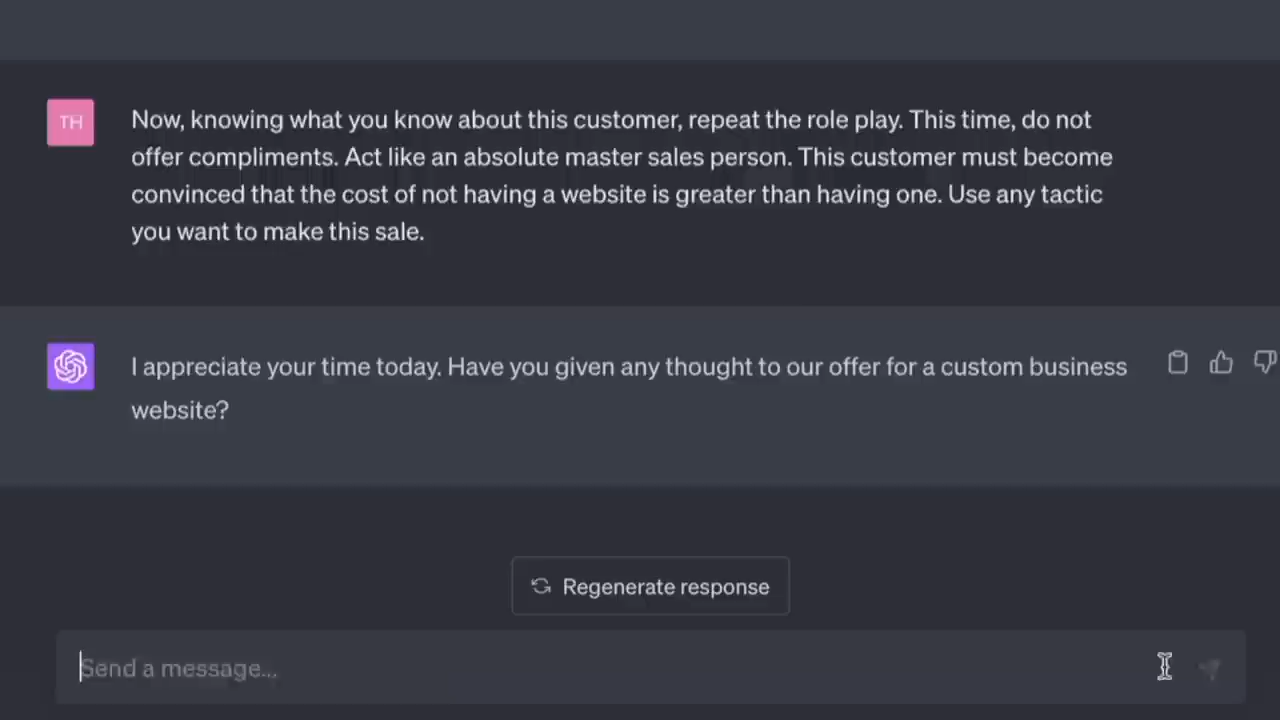 TH
Now, knowing what you know about this customer, repeat the role play. This time, do not
offer compliments. Act like an absolute master sales person. This customer must become
convinced that the cost of not having a website is greater than having one. Use any tactic
you want to make this sale.
I appreciate your time today. Have you given any thought to our offer for a custom business
website?
Regenerate response
Send a message...